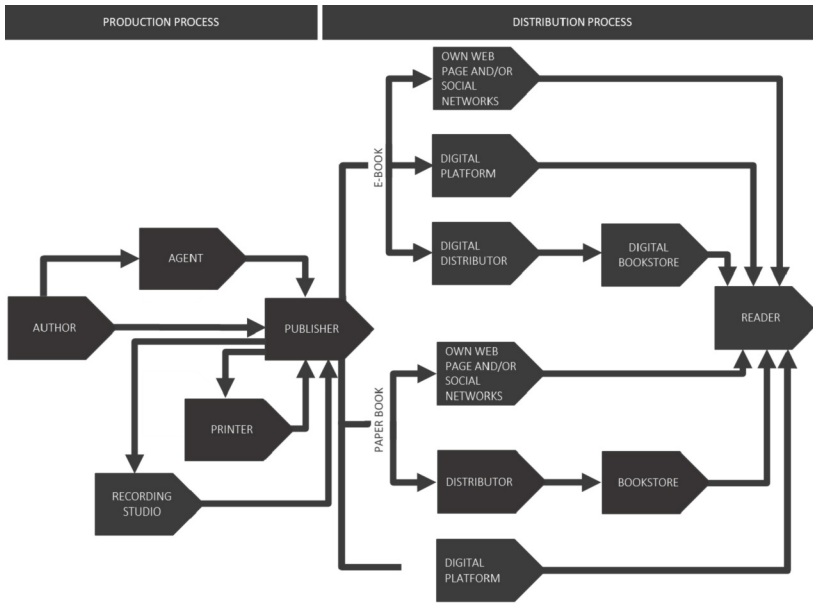 PRODUCTION PROCESS
DISTRIBUTION PROCESS
OWN WEB
PAGE AND/OR
SOCIAL
NETWORKS
E-BOOK
DIGITAL
PLATFORM
AGENT
DIGITAL
DISTRIBUTOR
DIGITAL
BOOKSTORE
AUTHOR
PUBLISHER
READER
OWN WEB
PAGE AND/OR
SOCIAL
NETWORKS
PRINTER
PAPER BOOK
RECORDING
STUDIO
DISTRIBUTOR
BOOKSTORE
DIGITAL
PLATFORM